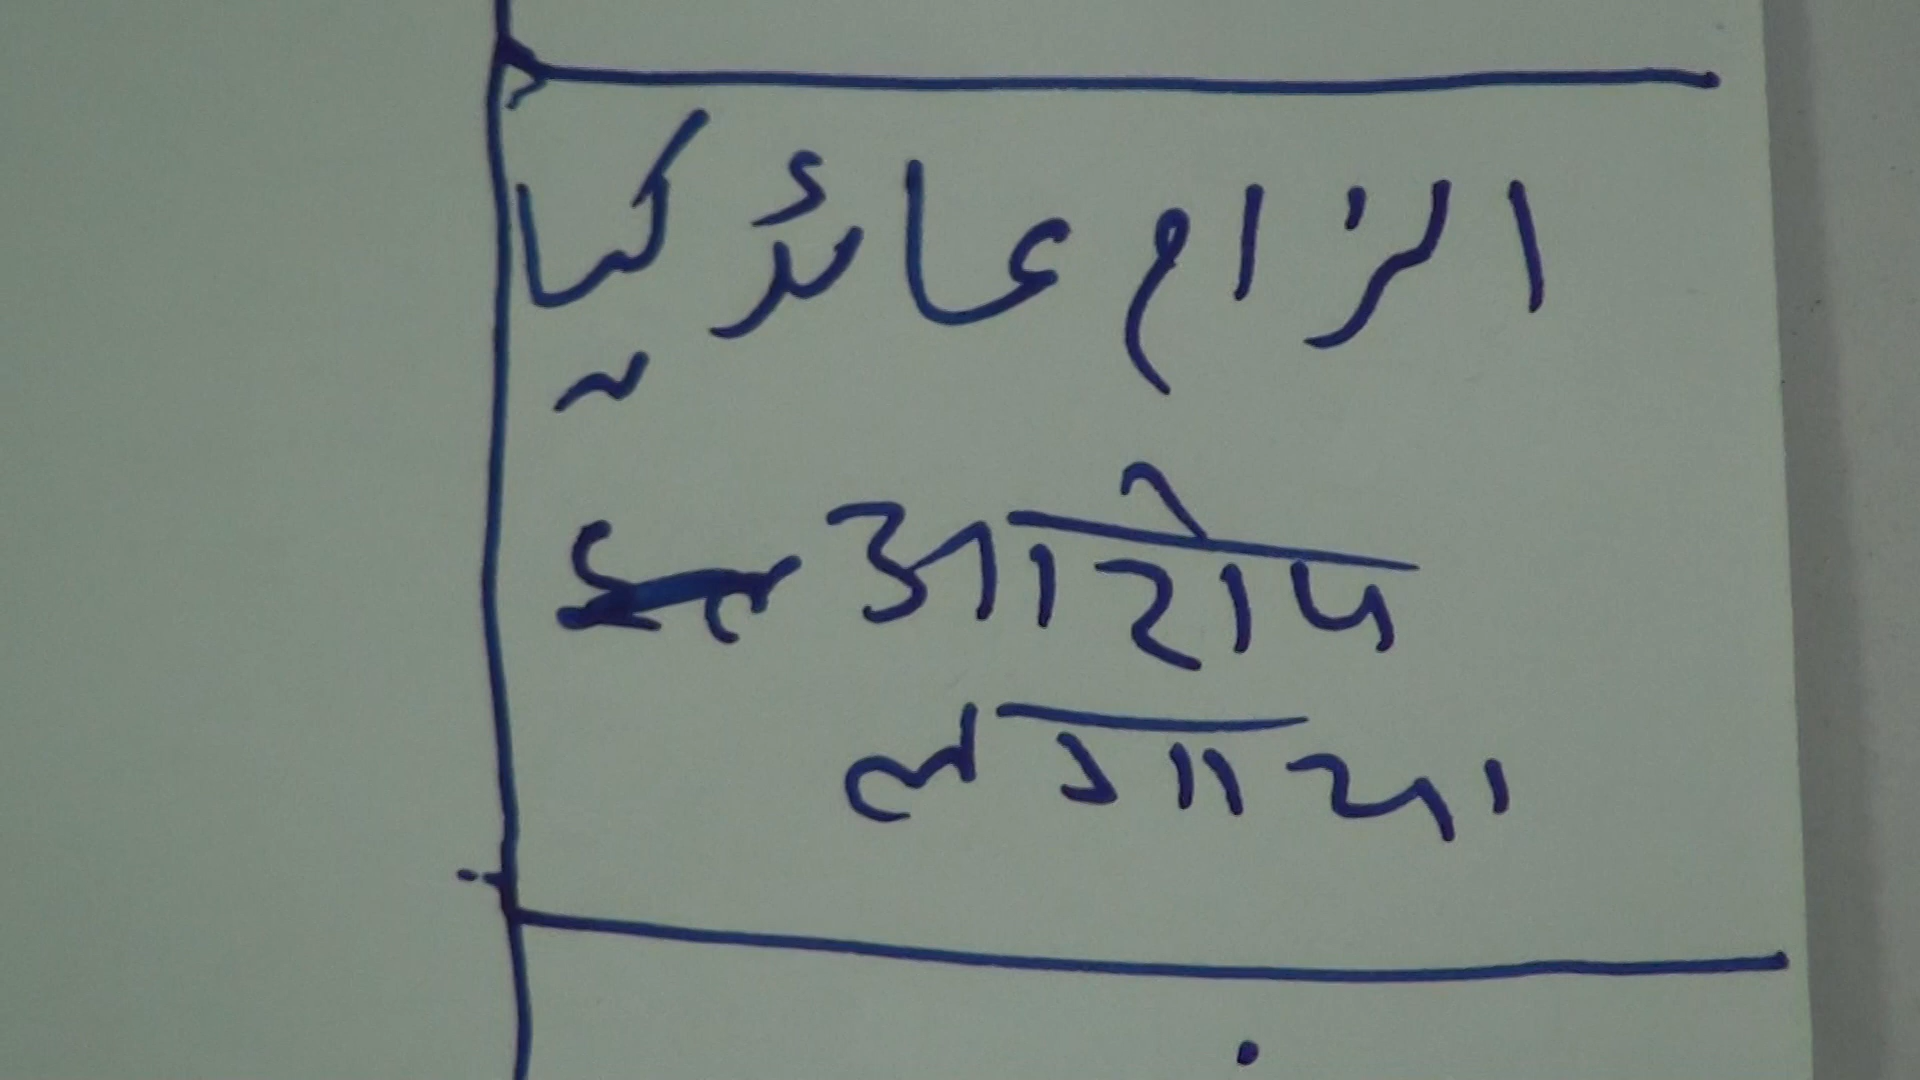 الزام عائد کیا
आरोप
लगाया